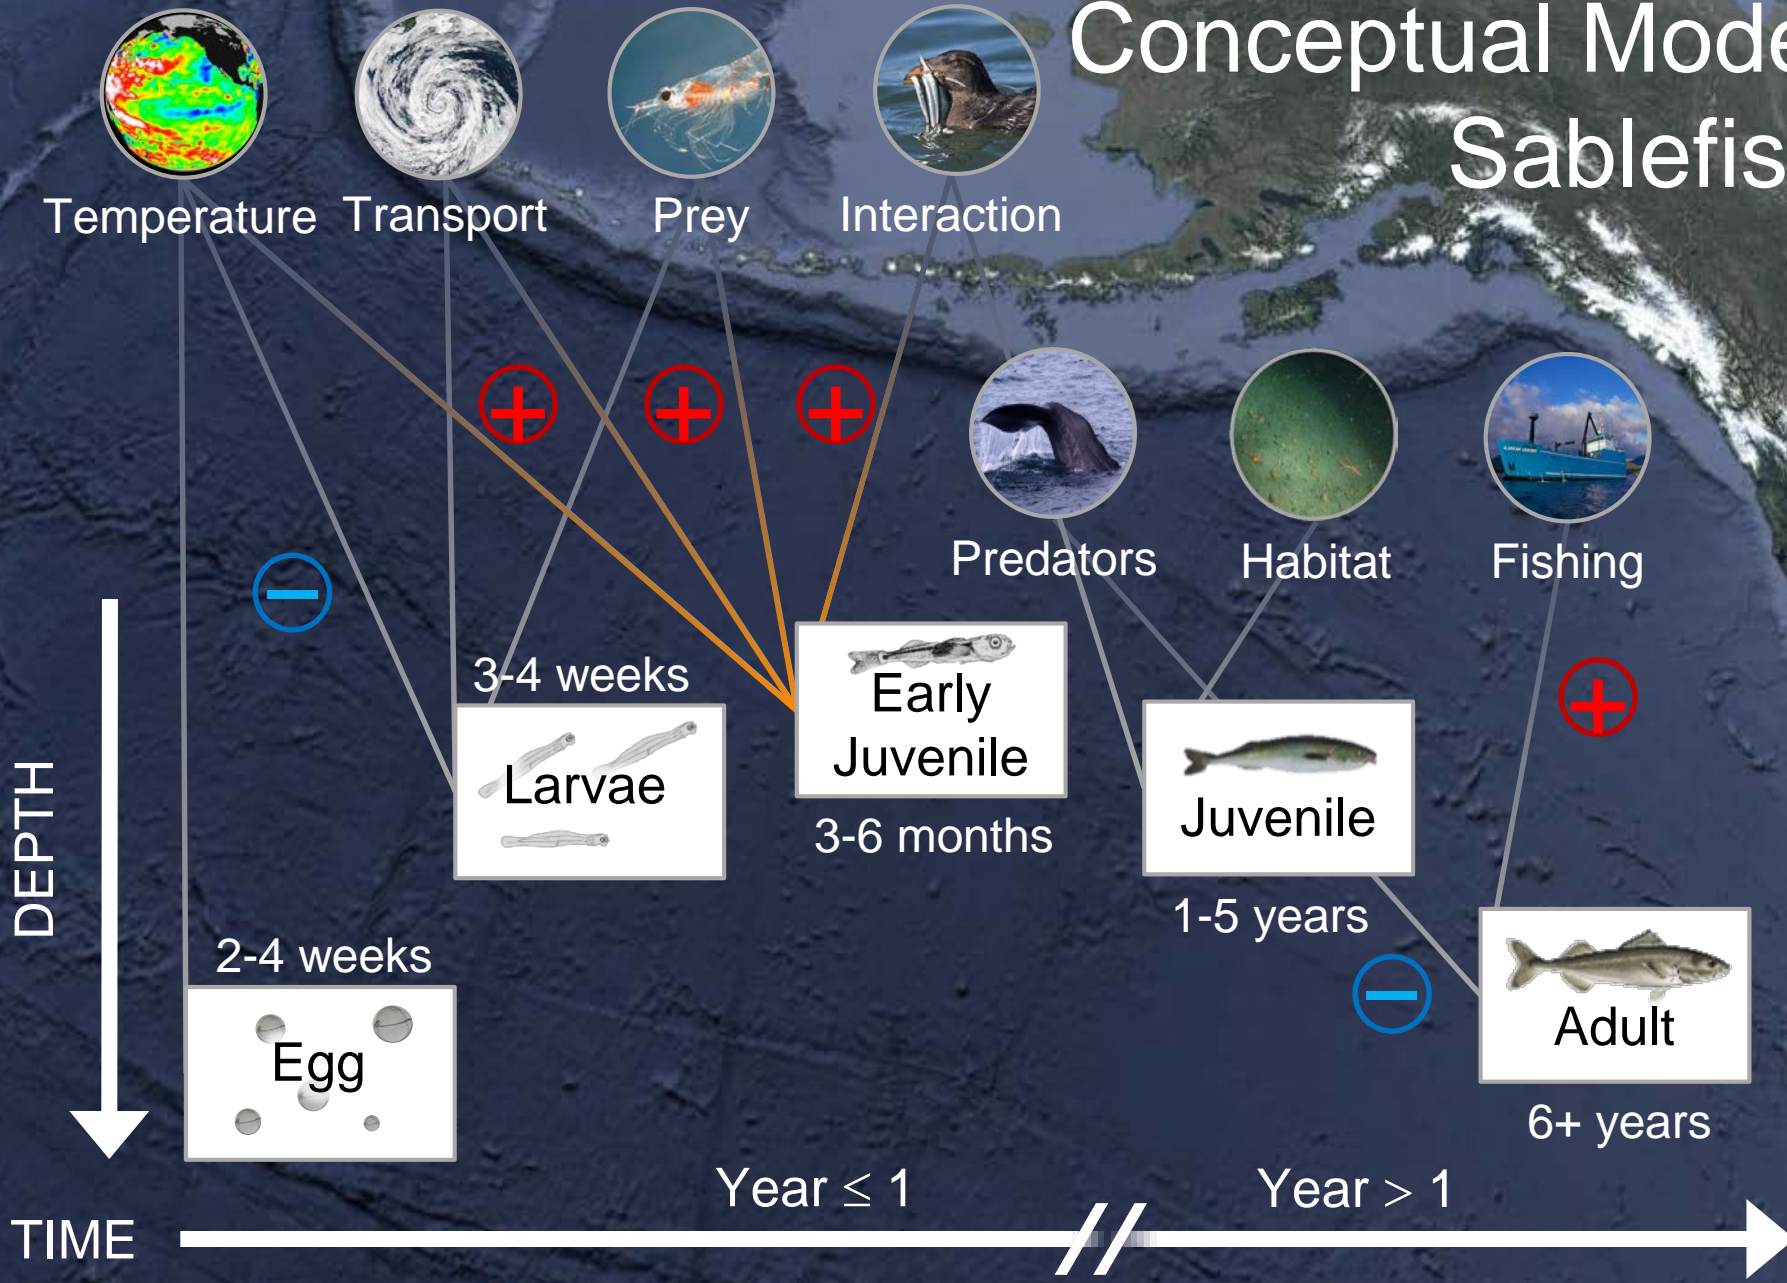 Conceptual Mode
Sablefis
Temperature
Transport
Prey
Interaction
Predators
Habitat
Fishing
3-4 weeks
Larvae
Early
Juvenile
3-6 months
Juvenile
1-5 years
2-4 weeks
Egg
Adult
6+ years
DEPTH
Year ≤ 1
Year > 1
TIME